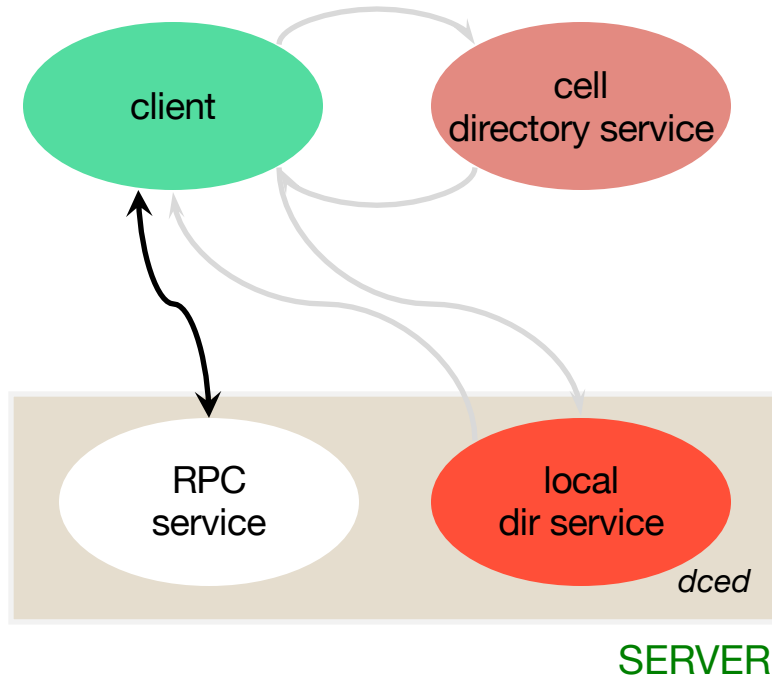 client
cell
directory service
RPC
service
local
dir service
dced
SERVER